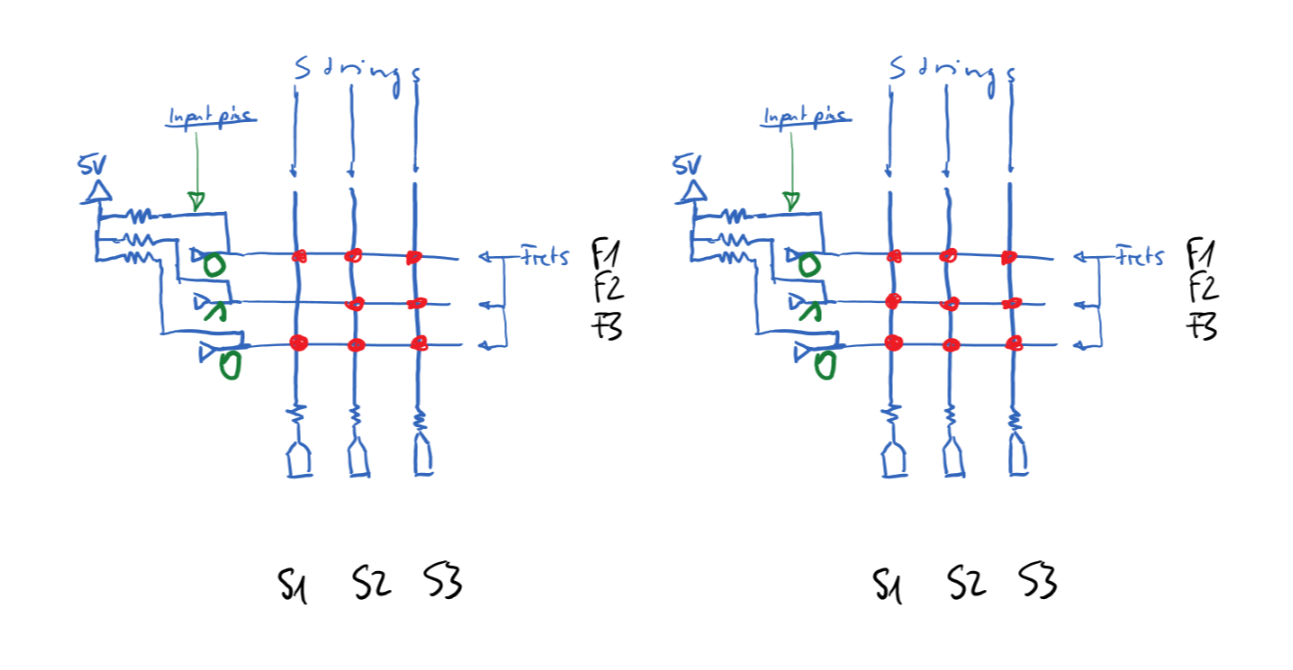 Strings
Input pins
5V
0
1
0
Frets
F1
F2
F3
S1 S2 S3
Strings
Input pins
5V
0
1
0
Frets
F1
F2
F3
S1 S2 S3